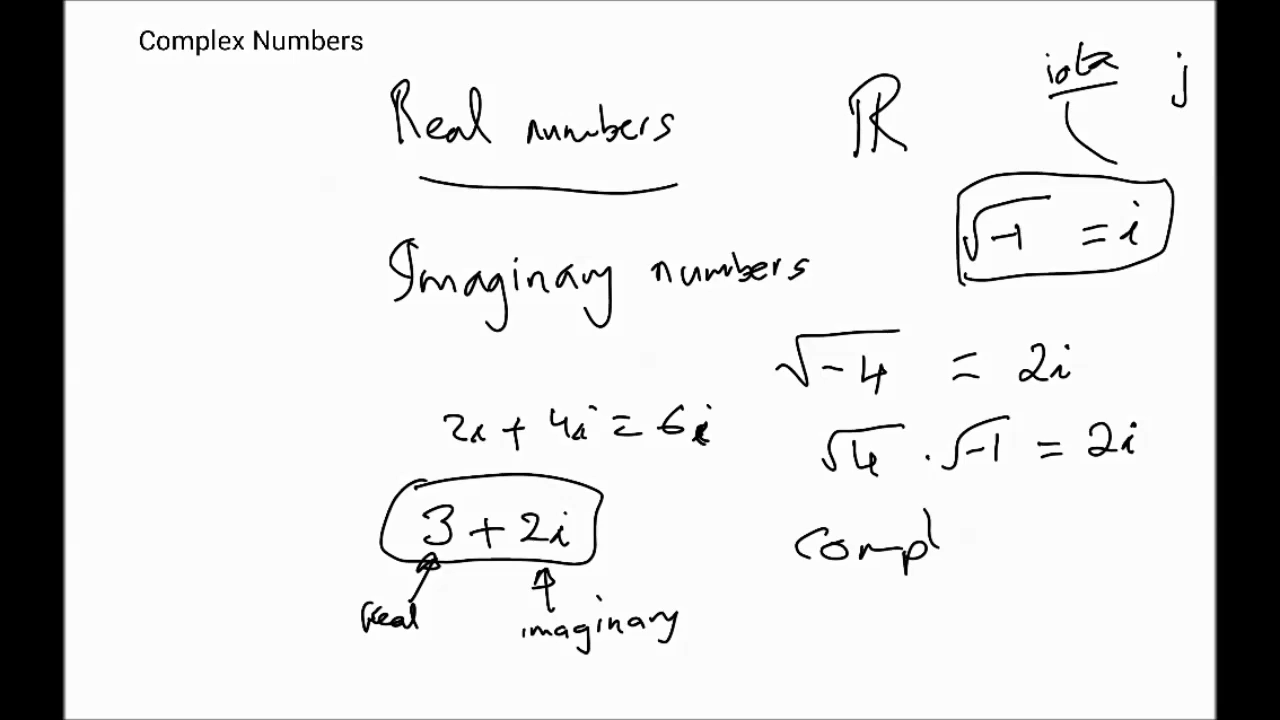 Complex Numbers
Real numbers ℝ iota j
√-1 = i
Imaginary numbers
√-4 = 2i
2i + 4i = 6i
√4 . √-1 = 2i
3 + 2i
compl
real imaginary